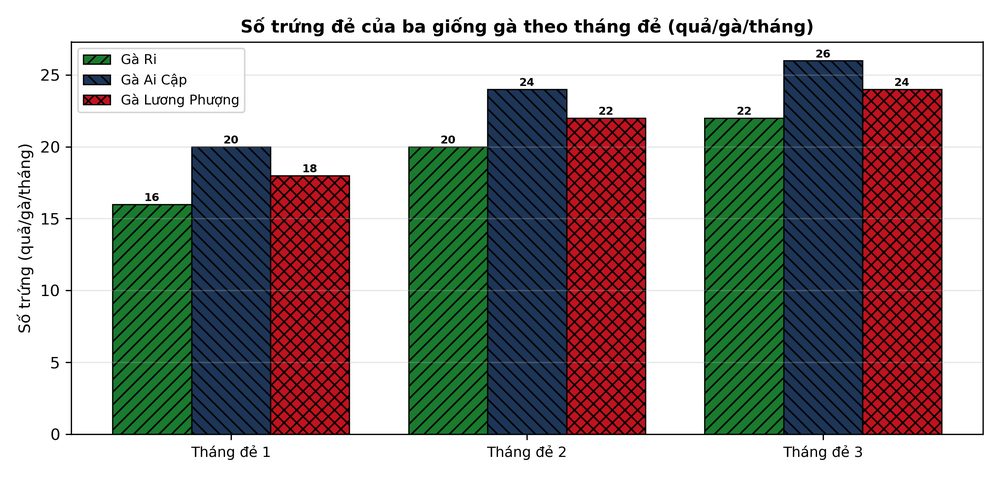 Số trứng đẻ của ba giống gà theo tháng đẻ (quả/gà/tháng)
Gà Ri
Gà Ai Cập
Gà Lương Phượng
Số trứng (quả/gà/tháng)
25
20
15
10
5
0
16
20
18
20
24
22
22
26
24
Tháng đẻ 1
Tháng đẻ 2
Tháng đẻ 3